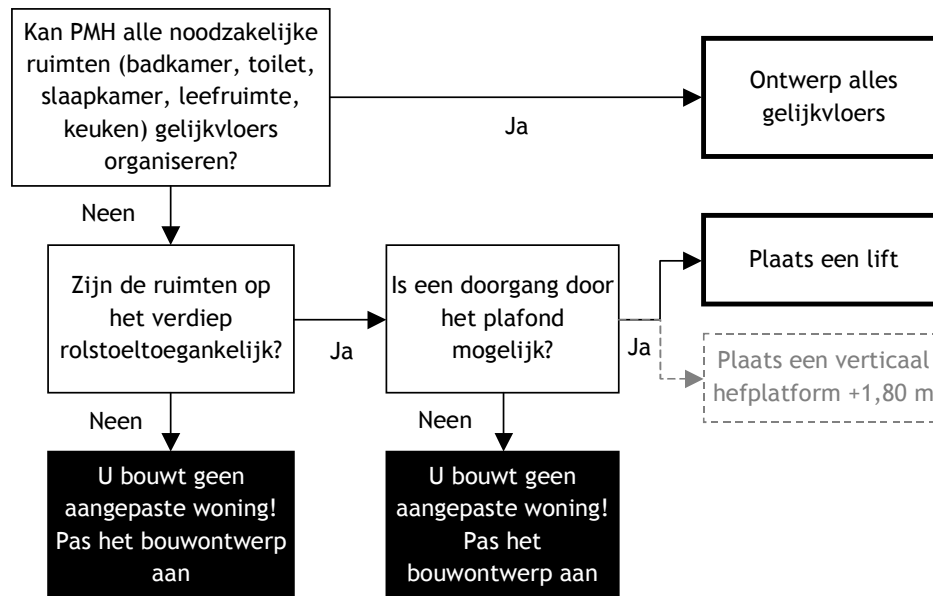 Kan PMH alle noodzakelijke
ruimten (badkamer, toilet,
slaapkamer, leefruimte,
keuken) gelijkvloers
organiseren?
Ja
Ontwerp alles
gelijkvloers
Neen
Zijn de ruimten op
het verdiep
rolstoeltoegankelijk?
Ja
Is een doorgang door
het plafond
mogelijk?
Ja
Plaats een lift
Plaats een verticaal
hefplatform +1,80 m
Neen
U bouwt geen
aangepaste woning!
Pas het bouwontwerp
aan
Neen
U bouwt geen
aangepaste woning!
Pas het
bouwontwerp aan